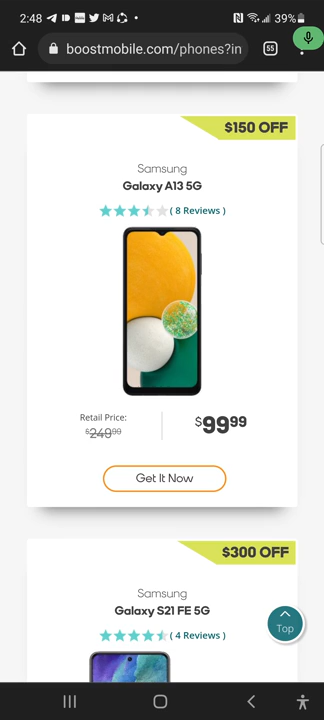 2:48
39%
boostmobile.com/phones?in
55
$150 OFF
Samsung
Galaxy A13 5G
( 8 Reviews )
Retail Price:
$249.99
$99.99
Get It Now
$300 OFF
Samsung
Galaxy S21 FE 5G
( 4 Reviews )
Top